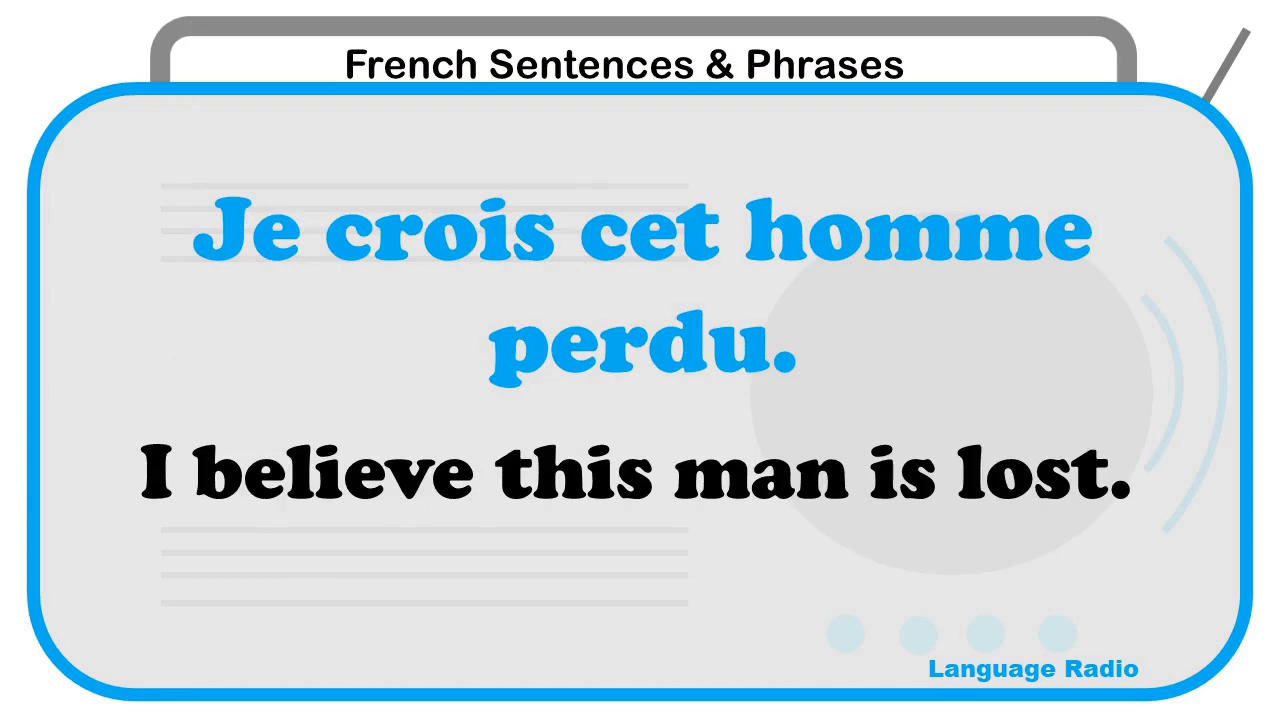 French Sentences & Phrases
Je crois cet homme
perdu.
I believe this man is lost.
Language Radio